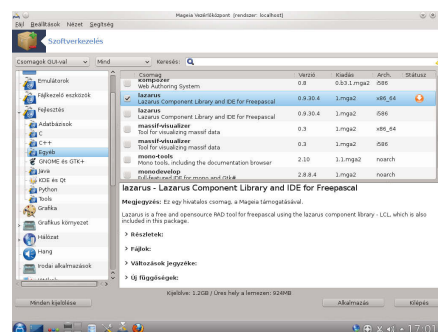 Mageia Vezérlőközpont [rendszer: localhost]
Fájl Beállítások Nézet Segítség
Szoftverkezelés
Csomagok GUI-val Mind Keresés:
Emulátorok
Fájlkezelő eszközök
Fejlesztés
Adatbázisok
C
C++
Egyéb
GNOME és GTK+
Java
KDE és Qt
Python
Tools
Grafika
Grafikus környezet
Hálózat
Hang
Irodai alkalmazások
Csomag Verzió Kiadás Arch. Státusz
kompozer 0.8 0.b3.1.mga2 i586
Web Authoring System
lazarus 0.9.30.4 1.mga2 x86_64
Lazarus Component Library and IDE for Freepascal
lazarus 0.9.30.4 1.mga2 i586
Lazarus Component Library and IDE for Freepascal
massif-visualizer 0.3 1.mga2 x86_64
Tool for visualizing massif data
massif-visualizer 0.3 1.mga2 i586
Tool for visualizing massif data
mono-tools 2.10 1.1.mga2 noarch
Mono tools, including the documentation browser
monodevelop 2.8.8.4 1.mga2 noarch
Full-featured IDE for mono and Gtk#
lazarus - Lazarus Component Library and IDE for Freepascal
Megjegyzés: Ez egy hivatalos csomag, a Mageia támogatásával.
Lazarus is a free and opensource RAD tool for freepascal using the lazarus component library - LCL, which is also
included in this package.
Részletek:
Fájlok:
Változások jegyzéke:
Új függőségek:
Kijelölve: 1.2GB / Üres hely a lemezen: 924MB
Minden kijelölése Alkalmazás Kilépés
17:01